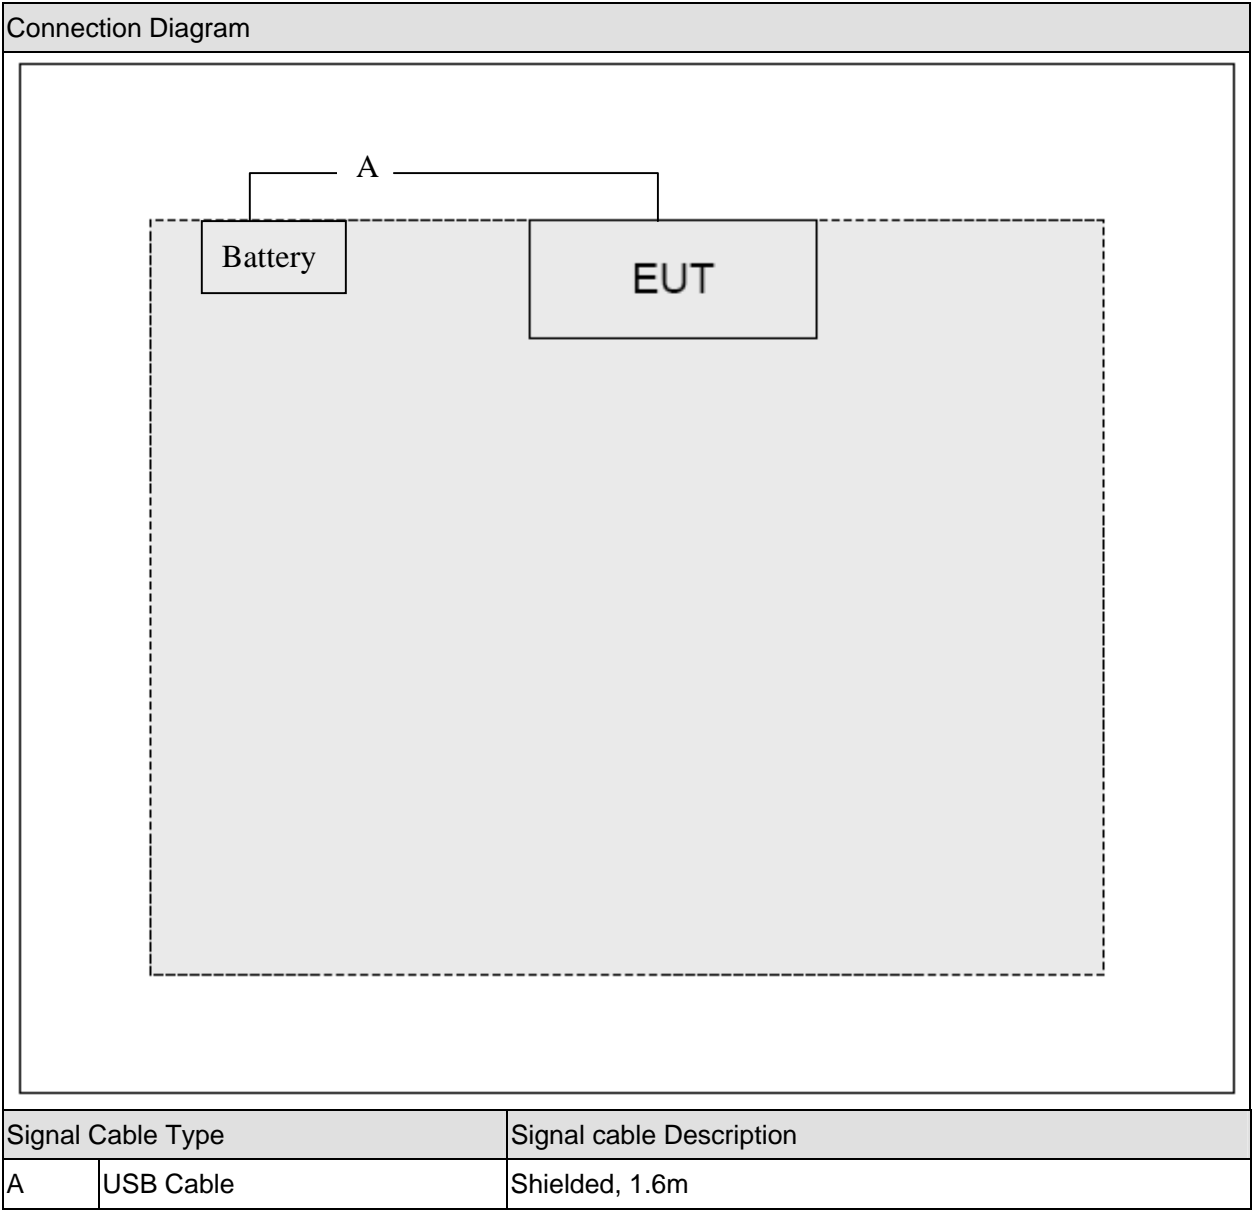 Connection Diagram
A
Battery
EUT
Signal Cable Type Signal cable Description
A USB Cable Shielded, 1.6m